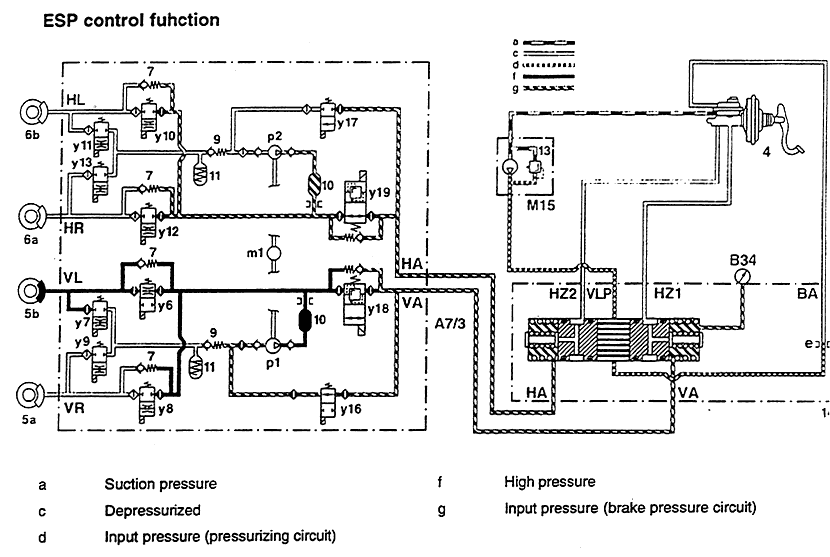 ESP control fuhction
a
c
d
f
g
7
HL
6b
y11
y10
y13
9
p2
y17
11
10
y19
7
6a
HR
y12
m1
HA
VA
VL
7
5b
y6
y7
y9
9
p1
10
y18
11
7
5a
VR
y8
y16
A7/3
13
M15
4
B34
HZ2
VLP
HZ1
BA
e
HA
VA
14
a Suction pressure
c Depressurized
d Input pressure (pressurizing circuit)
f High pressure
g Input pressure (brake pressure circuit)